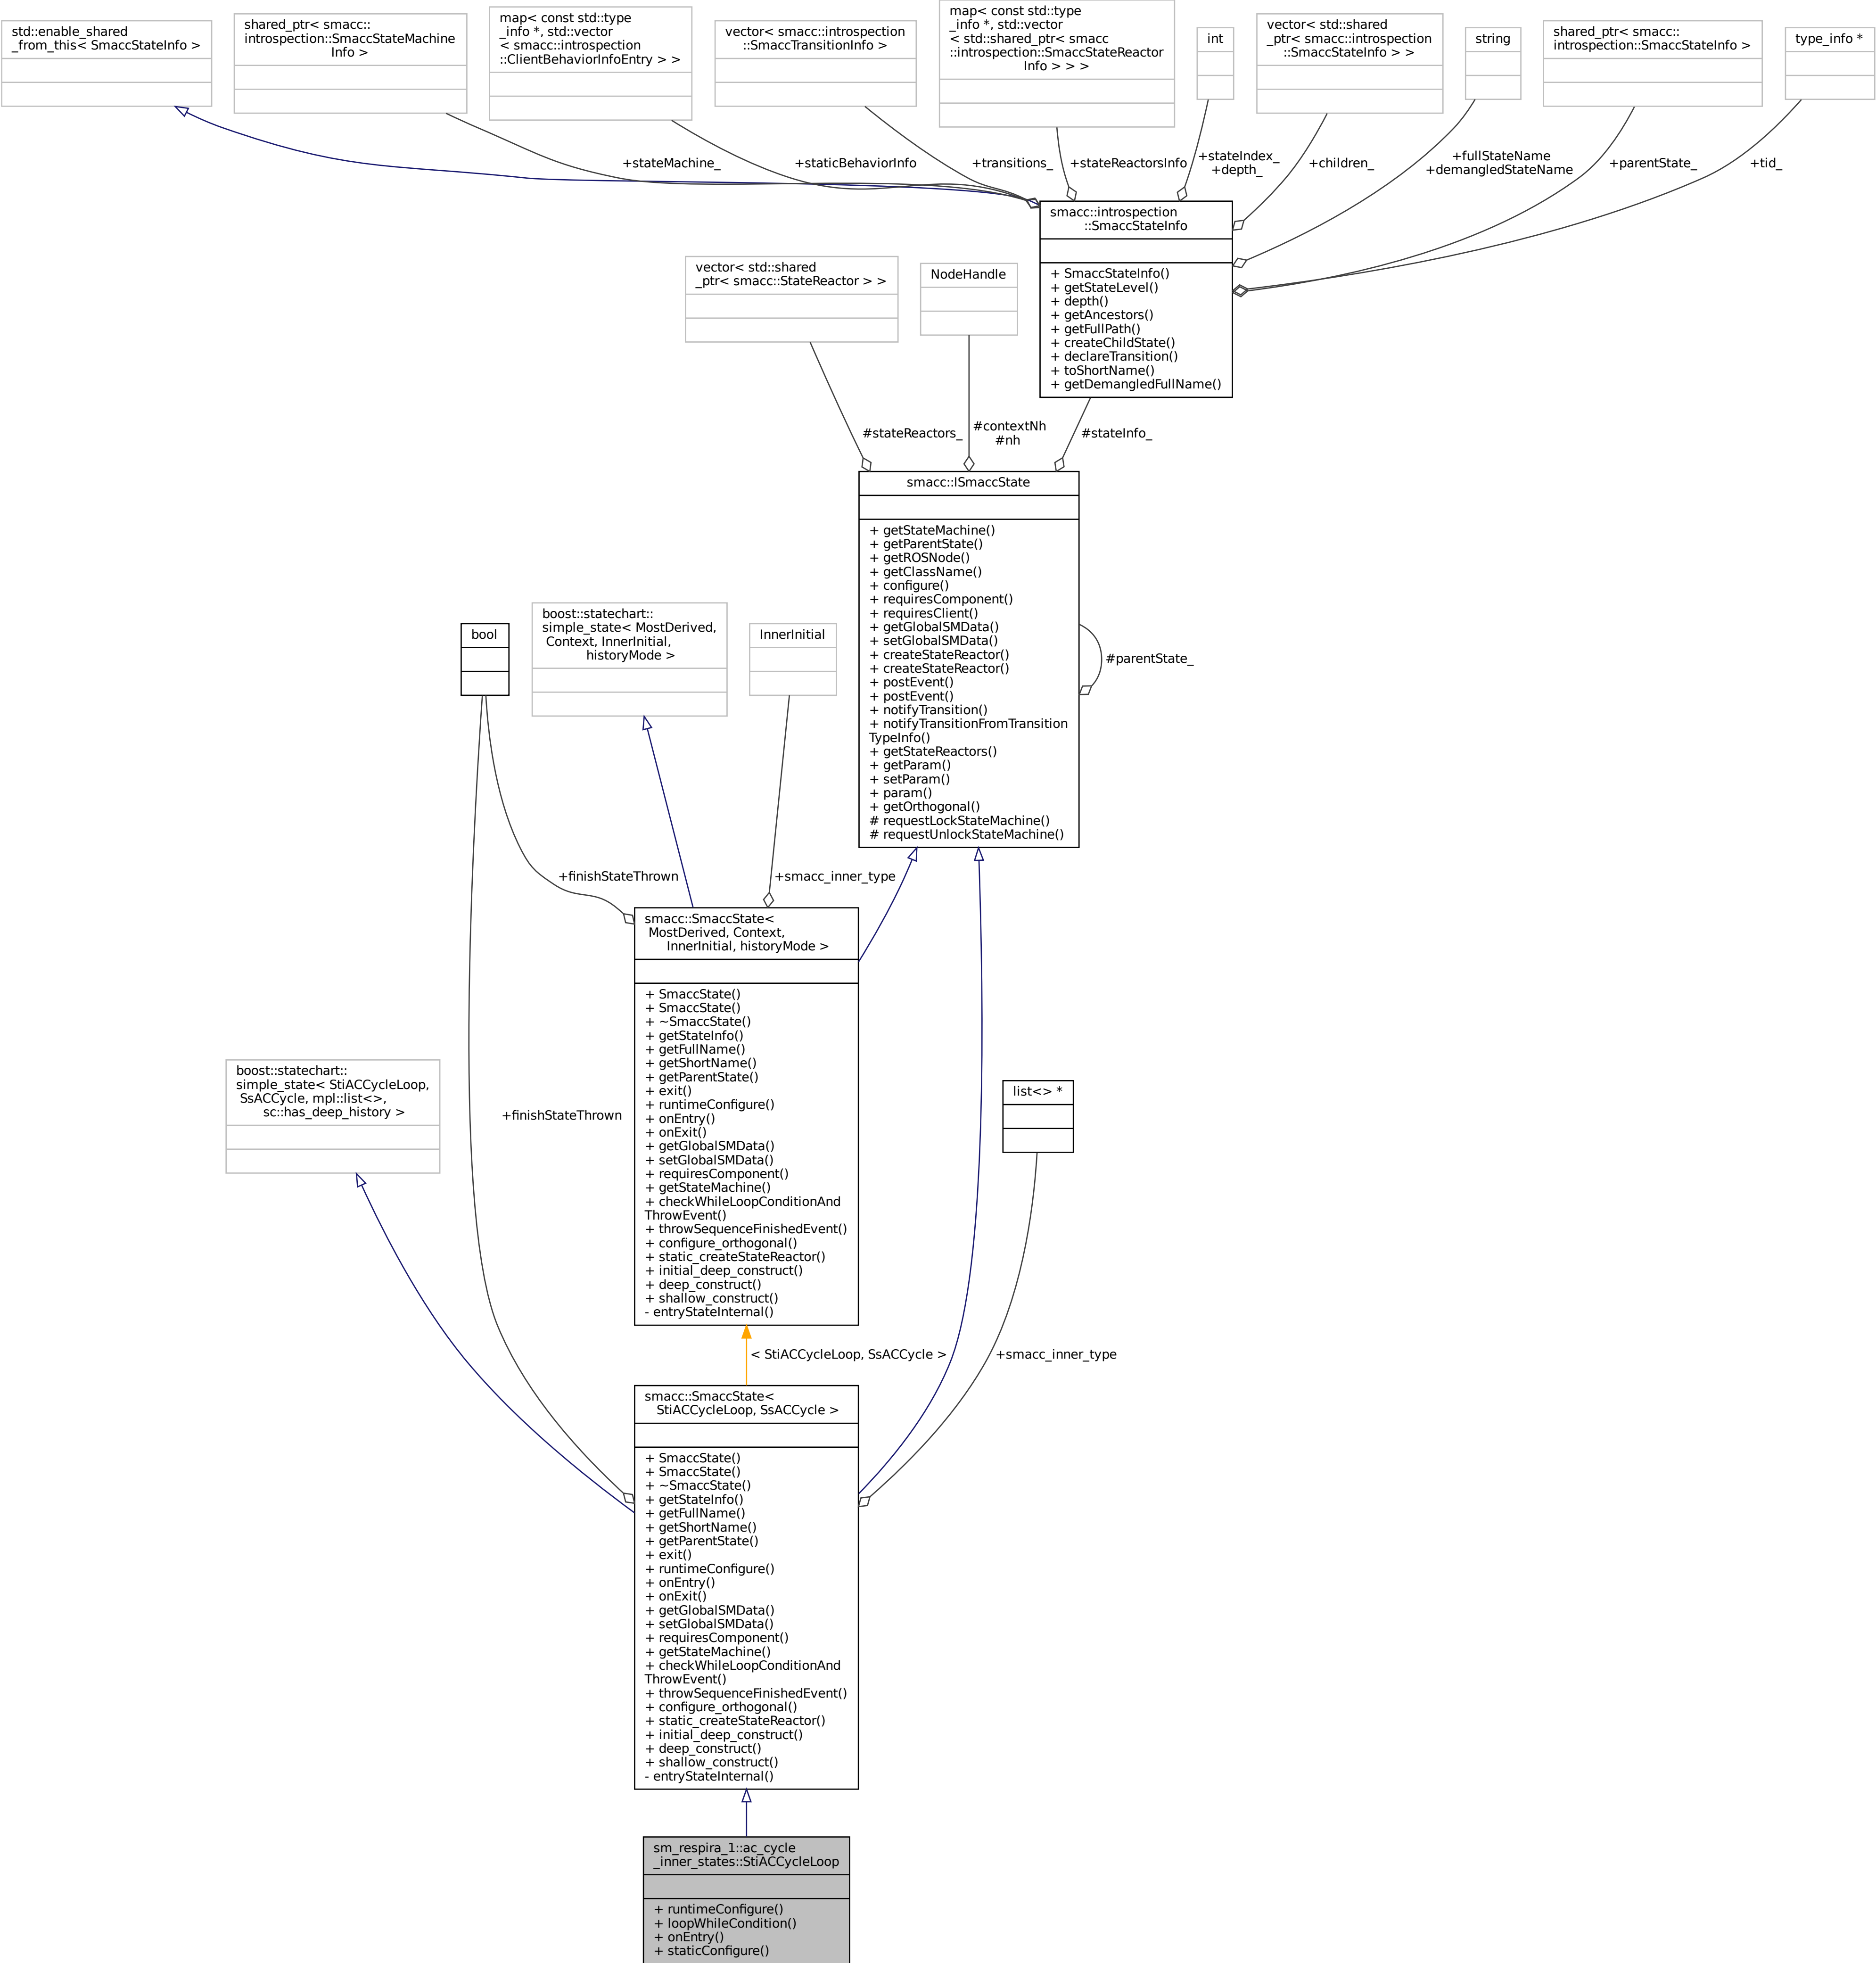 std::enable_shared
_from_this< SmaccStateInfo >
shared_ptr< smacc::
introspection::SmaccStateMachine
Info >
map< const std::type
_info *, std::vector
< smacc::introspection
::ClientBehaviorInfoEntry > >
vector< smacc::introspection
::SmaccTransitionInfo >
map< const std::type
_info *, std::vector
< std::shared_ptr< smacc
::introspection::SmaccStateReactor
Info > > >
int
vector< std::shared
_ptr< smacc::introspection
::SmaccStateInfo > >
string
shared_ptr< smacc::
introspection::SmaccStateInfo >
type_info *
+stateMachine_
+staticBehaviorInfo
+transitions_
+stateReactorsInfo
+stateIndex_
+depth_
+children_
+fullStateName
+demangledStateName
+parentState_
+tid_
smacc::introspection
::SmaccStateInfo
+ SmaccStateInfo()
+ getStateLevel()
+ depth()
+ getAncestors()
+ getFullPath()
+ createChildState()
+ declareTransition()
+ toShortName()
+ getDemangledFullName()
vector< std::shared
_ptr< smacc::StateReactor > >
NodeHandle
#stateReactors_
#contextNh
#nh
#stateInfo_
smacc::ISmaccState
+ getStateMachine()
+ getParentState()
+ getROSNode()
+ getClassName()
+ configure()
+ requiresComponent()
+ requiresClient()
+ getGlobalSMData()
+ setGlobalSMData()
+ createStateReactor()
+ createStateReactor()
+ postEvent()
+ postEvent()
+ notifyTransition()
+ notifyTransitionFromTransition
TypeInfo()
+ getStateReactors()
+ getParam()
+ setParam()
+ param()
+ getOrthogonal()
# requestLockStateMachine()
# requestUnlockStateMachine()
#parentState_
bool
boost::statechart::
simple_state< MostDerived,
Context, InnerInitial,
historyMode >
InnerInitial
+finishStateThrown
+smacc_inner_type
smacc::SmaccState<
MostDerived, Context,
InnerInitial, historyMode >
+ SmaccState()
+ SmaccState()
+ ~SmaccState()
+ getStateInfo()
+ getFullName()
+ getShortName()
+ getParentState()
+ exit()
+ runtimeConfigure()
+ onEntry()
+ onExit()
+ getGlobalSMData()
+ setGlobalSMData()
+ requiresComponent()
+ getStateMachine()
+ checkWhileLoopConditionAnd
ThrowEvent()
+ throwSequenceFinishedEvent()
+ configure_orthogonal()
+ static_createStateReactor()
+ initial_deep_construct()
+ deep_construct()
+ shallow_construct()
- entryStateInternal()
boost::statechart::
simple_state< StiACCycleLoop,
SsACCycle, mpl::list<>,
sc::has_deep_history >
+finishStateThrown
list<> *
< StiACCycleLoop, SsACCycle >
+smacc_inner_type
smacc::SmaccState<
StiACCycleLoop, SsACCycle >
+ SmaccState()
+ SmaccState()
+ ~SmaccState()
+ getStateInfo()
+ getFullName()
+ getShortName()
+ getParentState()
+ exit()
+ runtimeConfigure()
+ onEntry()
+ onExit()
+ getGlobalSMData()
+ setGlobalSMData()
+ requiresComponent()
+ getStateMachine()
+ checkWhileLoopConditionAnd
ThrowEvent()
+ throwSequenceFinishedEvent()
+ configure_orthogonal()
+ static_createStateReactor()
+ initial_deep_construct()
+ deep_construct()
+ shallow_construct()
- entryStateInternal()
sm_respira_1::ac_cycle
_inner_states::StiACCycleLoop
+ runtimeConfigure()
+ loopWhileCondition()
+ onEntry()
+ staticConfigure()